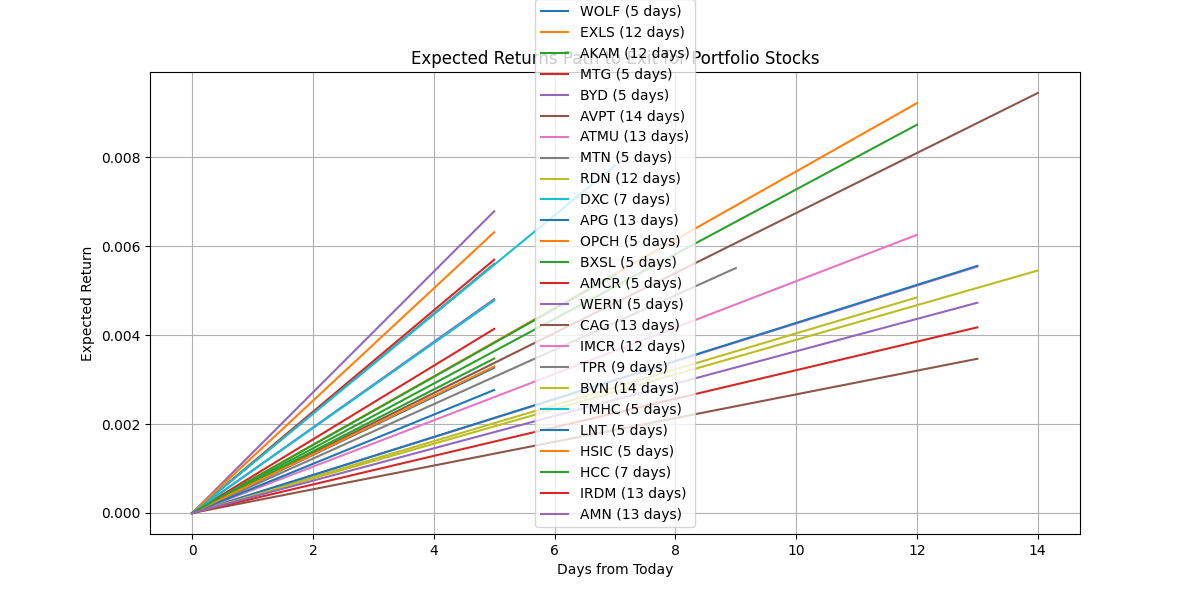 WOLF (5 days)
EXLS (12 days)
AKAM (12 days)
Expected Returns Path to Exit for Portfolio Stocks
MTG (5 days)
BYD (5 days)
AVPT (14 days)
ATMU (13 days)
MTN (5 days)
RDN (12 days)
DXC (7 days)
APG (13 days)
OPCH (5 days)
BXSL (5 days)
AMCR (5 days)
WERN (5 days)
CAG (13 days)
IMCR (12 days)
TPR (9 days)
BVN (14 days)
TMHC (5 days)
LNT (5 days)
HSIC (5 days)
HCC (7 days)
IRDM (13 days)
AMN (13 days)
Expected Return
0.008
0.006
0.004
0.002
0.000
0 2 4 6 8 10 12 14
Days from Today